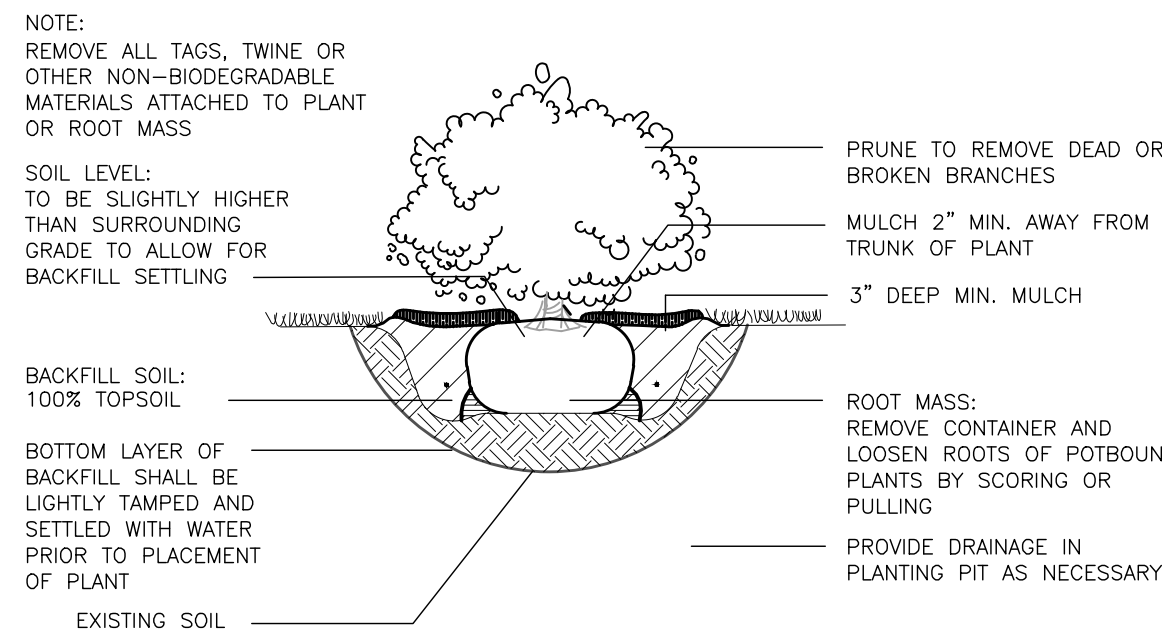 NOTE:
REMOVE ALL TAGS, TWINE OR
OTHER NON-BIODEGRADABLE
MATERIALS ATTACHED TO PLANT
OR ROOT MASS
SOIL LEVEL:
TO BE SLIGHTLY HIGHER
THAN SURROUNDING
GRADE TO ALLOW FOR
BACKFILL SETTLING
BACKFILL SOIL:
100% TOPSOIL
BOTTOM LAYER OF
BACKFILL SHALL BE
LIGHTLY TAMPED AND
SETTLED WITH WATER
PRIOR TO PLACEMENT
OF PLANT
EXISTING SOIL
PRUNE TO REMOVE DEAD OR
BROKEN BRANCHES
MULCH 2” MIN. AWAY FROM
TRUNK OF PLANT
3” DEEP MIN. MULCH
ROOT MASS:
REMOVE CONTAINER AND
LOOSEN ROOTS OF POTBOUN
PLANTS BY SCORING OR
PULLING
PROVIDE DRAINAGE IN
PLANTING PIT AS NECESSARY